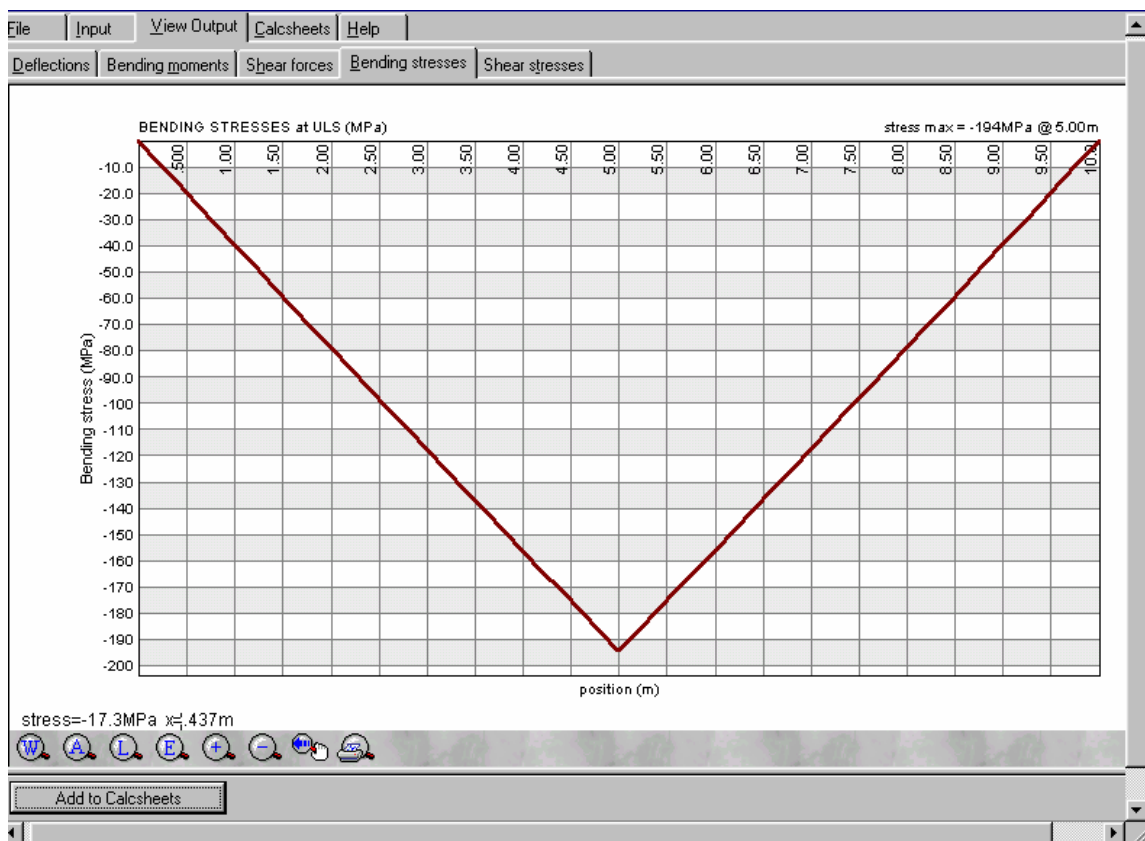 File Input View Output Calcsheets Help
Deflections Bending moments Shear forces Bending stresses Shear stresses
BENDING STRESSES at ULS (MPa) stress max = -194MPa @ 5.00m
.500 1.00 1.50 2.00 2.50 3.00 3.50 4.00 4.50 5.00 5.50 6.00 6.50 7.00 7.50 8.00 8.50 9.00 9.50 10.0
-10.0
-20.0
-30.0
-40.0
-50.0
-60.0
-70.0
-80.0
-90.0
-100
-110
-120
-130
-140
-150
-160
-170
-180
-190
-200
Bending stress (MPa)
position (m)
stress=-17.3MPa x=.437m
W A L E + -
Add to Calcsheets